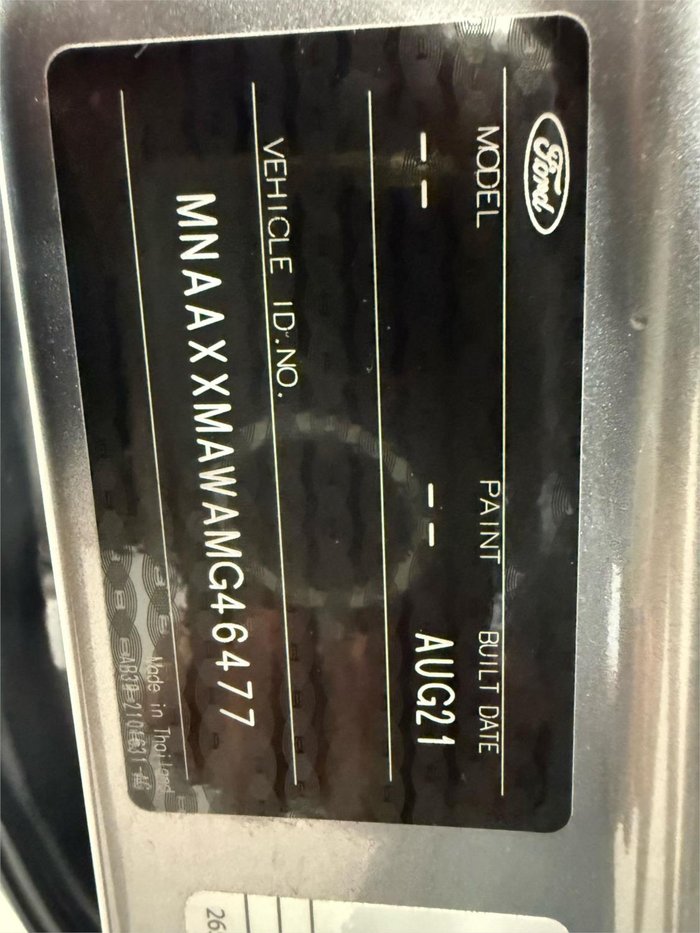 Ford
MODEL PAINT BUILT DATE
-- -- AUG21
VEHICLE ID.NO.
MNAAXXMAWAMG46477
Made in Thailand